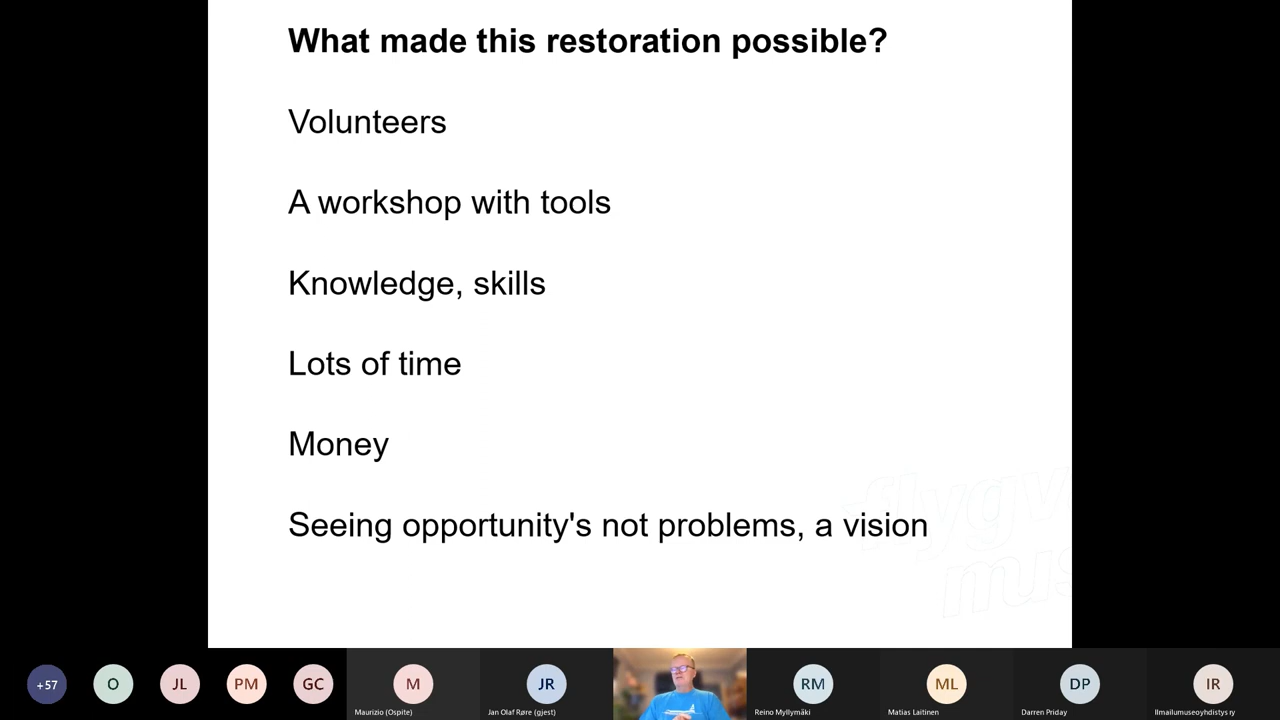 What made this restoration possible?
Volunteers
A workshop with tools
Knowledge, skills
Lots of time
Money
Seeing opportunity's not problems, a vision
flygv
mus
+57
O
JL
PM
GC
M
JR
RM
ML
DP
IR
Maurizio (Ospite)
Jan Olaf Røre (gjest)
Reino Myllymäki
Matias Laitinen
Darren Priday
Ilmailumuseoyhdistys ry